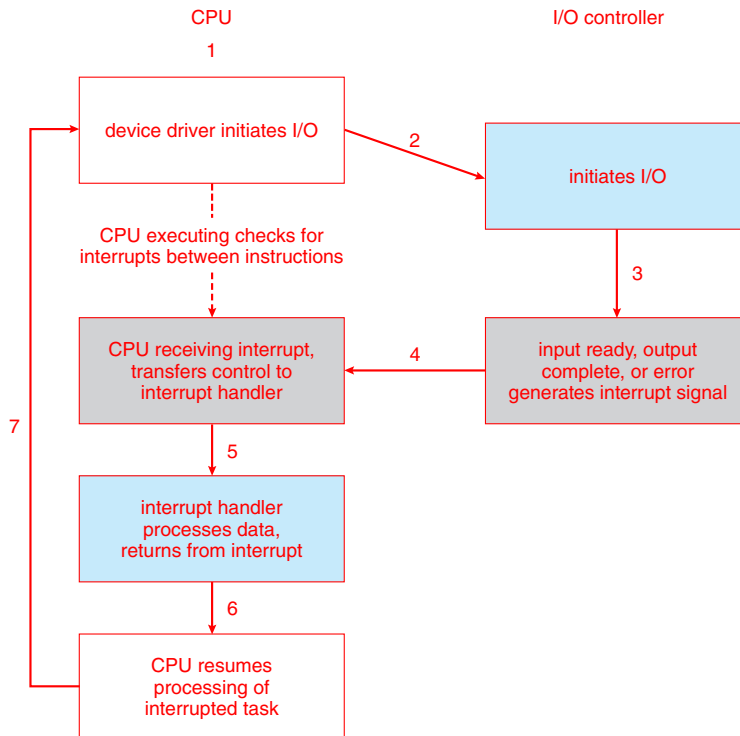 CPU
I/O controller
1
device driver initiates I/O
2
initiates I/O
CPU executing checks for
interrupts between instructions
3
CPU receiving interrupt,
transfers control to
interrupt handler
4
input ready, output
complete, or error
generates interrupt signal
7
5
interrupt handler
processes data,
returns from interrupt
6
CPU resumes
processing of
interrupted task